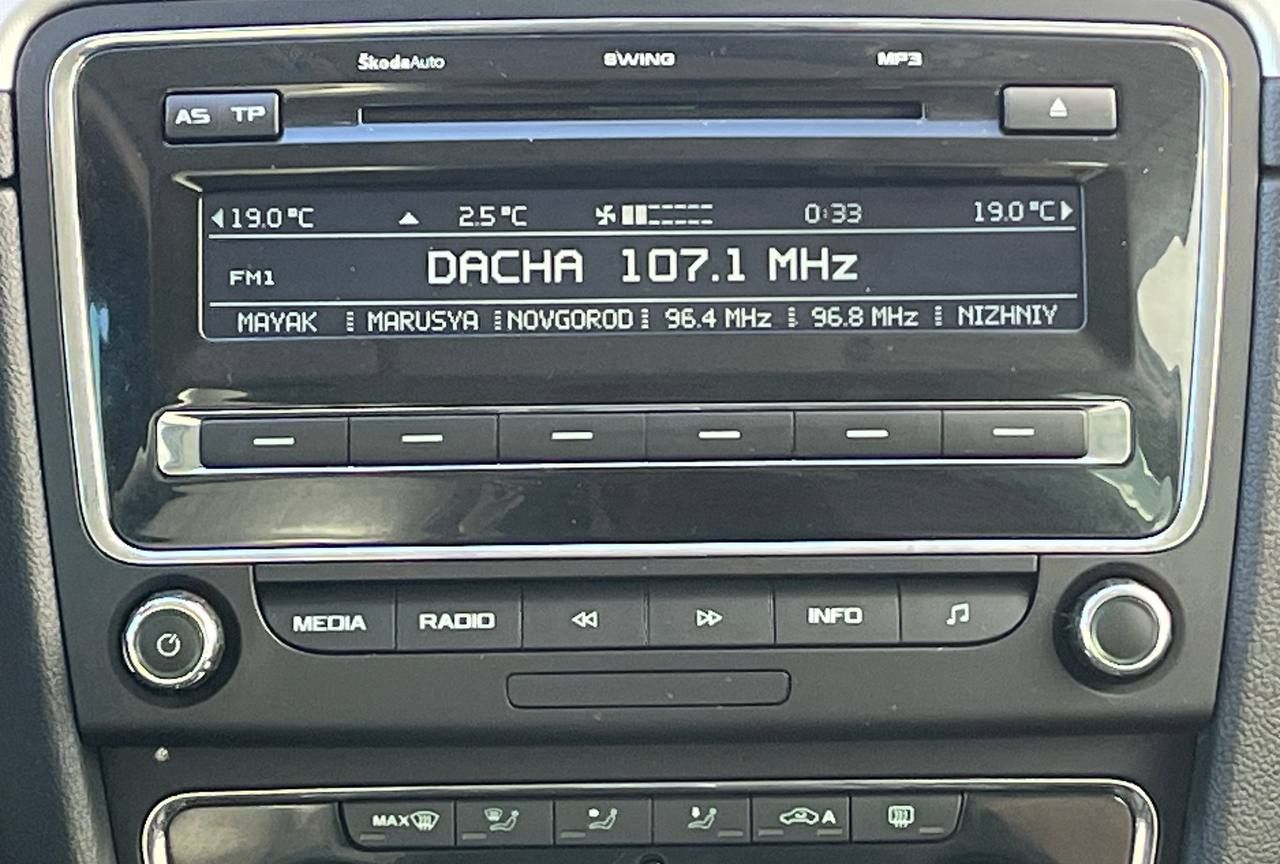 ŠkodaAuto SWING MP3
AS TP
19.0°C 2.5°C 0:33 19.0°C
FM1 DACHA 107.1 MHz
MAYAK MARUSYA NOVGOROD 96.4 MHz 96.8 MHz NIZHNIY
MEDIA RADIO INFO
MAX A